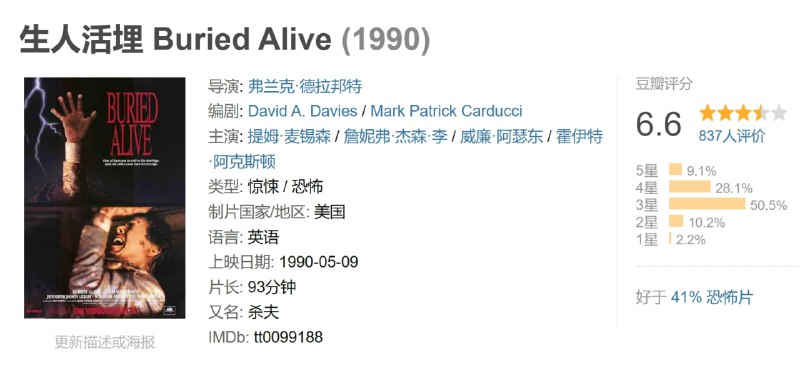 生人活埋 Buried Alive (1990)
BURIED
ALIVE
更新描述或海报
导演: 弗兰克·德拉邦特
编剧: David A. Davies / Mark Patrick Carducci
主演: 提姆·麦锡森 / 詹妮弗·杰森·李 / 威廉·阿瑟东 / 霍伊特
·阿克斯顿
类型: 惊悚 / 恐怖
制片国家/地区: 美国
语言: 英语
上映日期: 1990-05-09
片长: 93分钟
又名: 杀夫
IMDb: tt0099188
豆瓣评分
6.6
837人评价
5星 9.1%
4星 28.1%
3星 50.5%
2星 10.2%
1星 2.2%
好于 41% 恐怖片